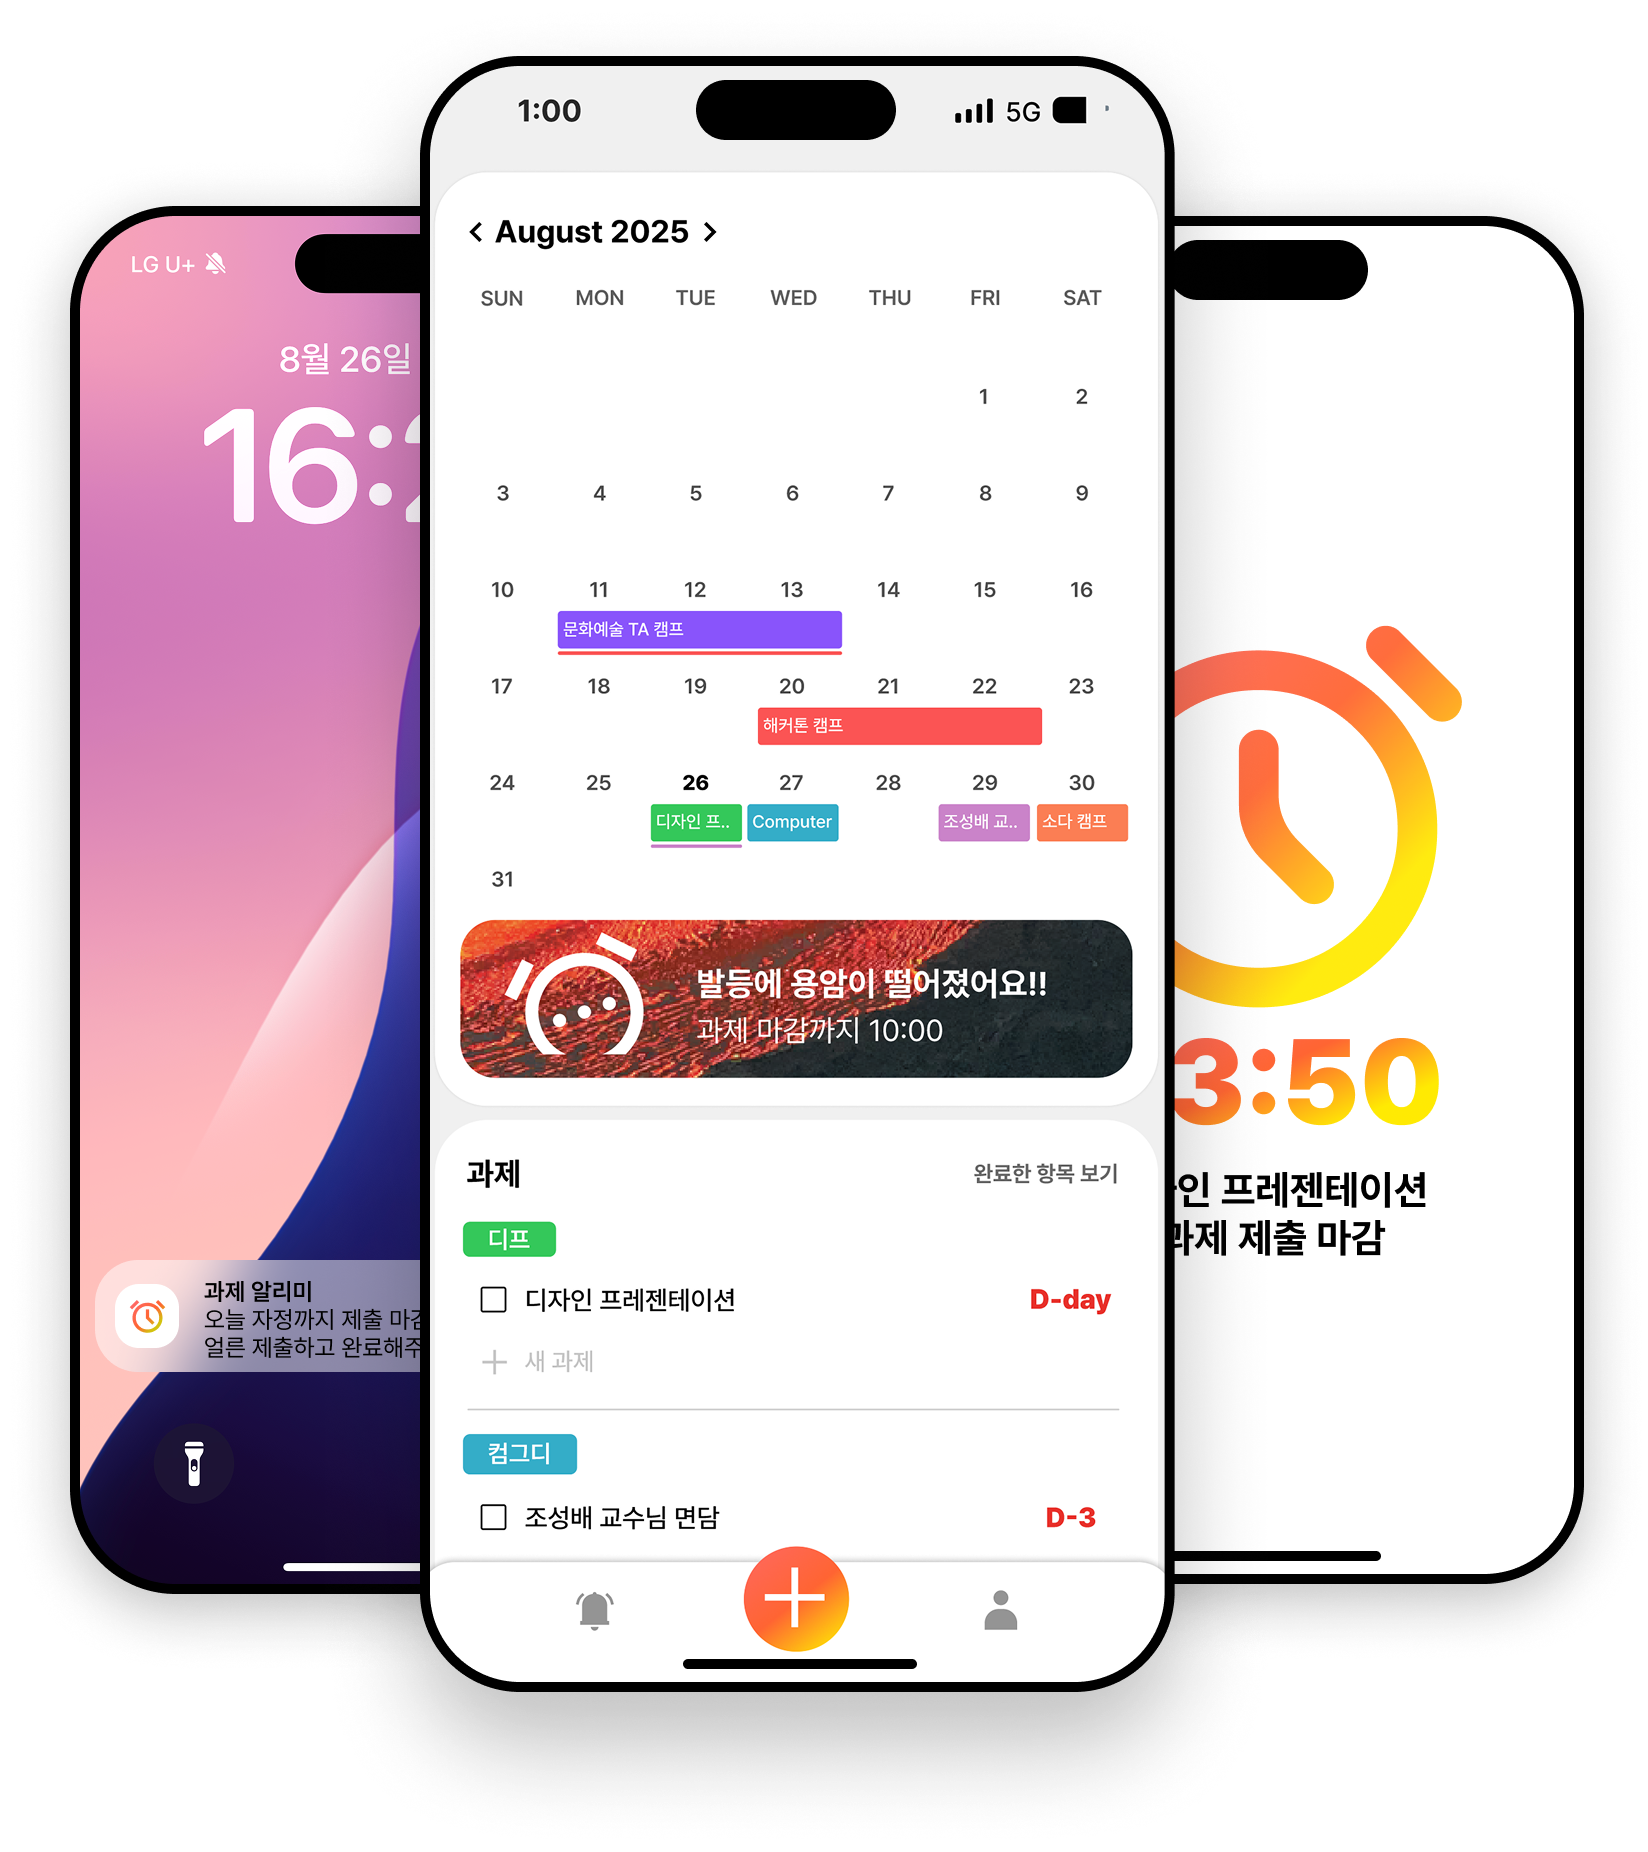 LG U+
8월 26일
16:
과제 알리미
오늘 자정까지 제출
얼른 제출하고
1:00
5G
August 2025
SUN MON TUE WED THU FRI SAT
1 2
3 4 5 6 7 8 9
10 11 12 13 14 15 16
문화예술 TA 캠프
17 18 19 20 21 22 23
해커톤 캠프
24 25 26 27 28 29 30
디자인 프.. Computer 조성배 교.. 소다 캠프
31
발등에 용암이 떨어졌어요!!
과제 마감까지 10:00
과제 완료한 항목 보기
디프
디자인 프레젠테이션 D-day
새 과제
컴그디
조성배 교수님 면담 D-3
3:50
인 프레젠테이션
과제 제출 마감